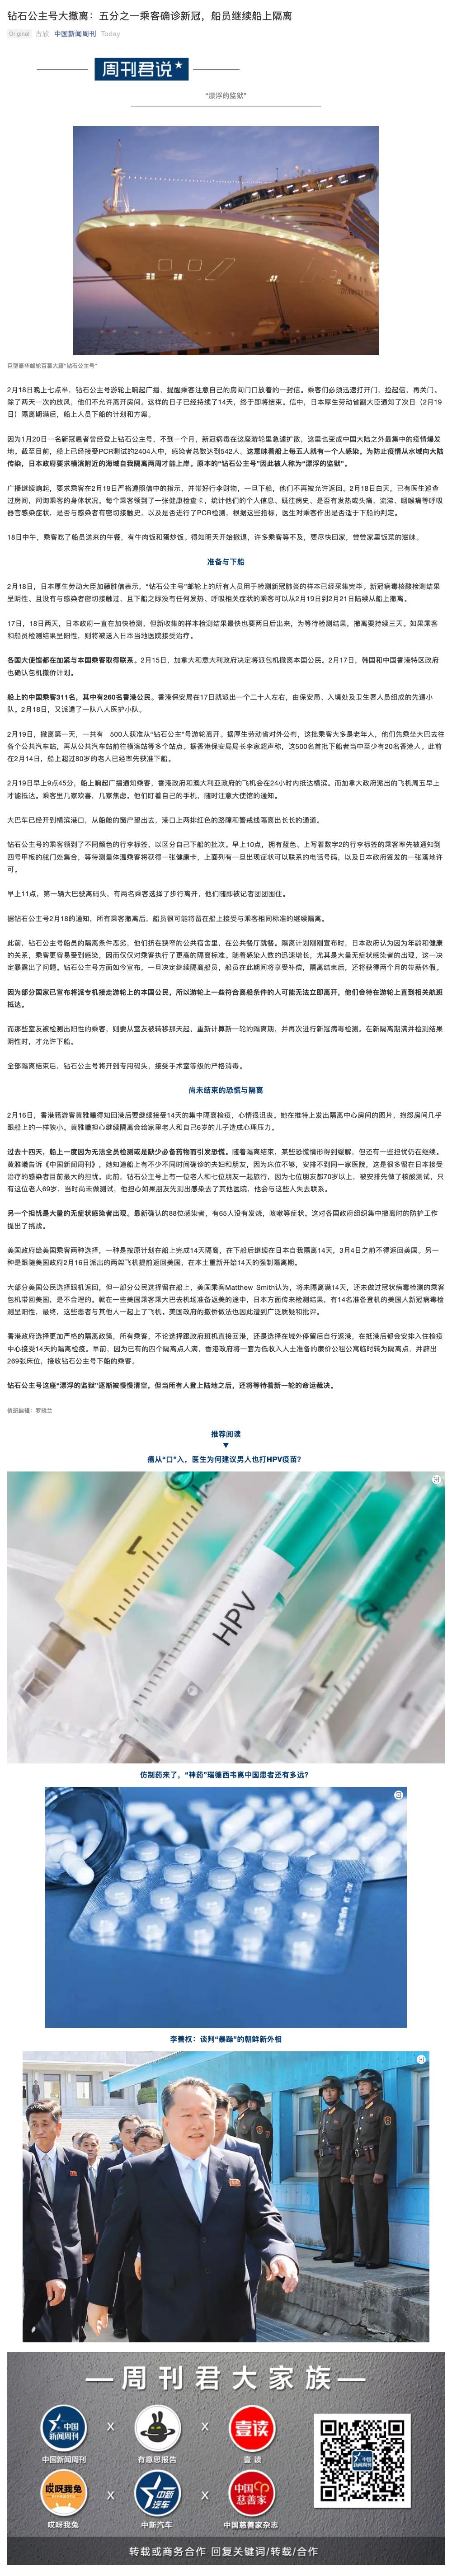 钻石公主号大撤离：五分之一乘客确诊新冠，船员继续船上隔离
Original 古欣 中国新闻周刊 Today
周刊君说★
“漂浮的监狱”
巨型豪华邮轮百慕大籍“钻石公主号”
2月18日晚上七点半，钻石公主号游轮上响起广播，提醒乘客注意自己的房间门口放着的一封信。乘客们必须迅速打开门，捡起信，再关门。
除了两天一次的放风，他们不允许离开房间。这样的日子已经持续了14天，终于即将结束。信中，日本厚生劳动省副大臣通知了次日（2月19
日）隔离期满后，船上人员下船的计划和方案。
因为1月20日一名新冠患者曾经登上钻石公主号，不到一个月，新冠病毒在这座游轮里急遽扩散，这里也变成中国大陆之外最集中的疫情爆发
地。截至目前，船上已经接受PCR测试的2404人中，感染者总数达到542人。这意味着船上每五人就有一个人感染。为防止疫情从水域向大陆
传染，日本政府要求横滨附近的海域自我隔离两周才能上岸。原本的“钻石公主号”因此被人称为“漂浮的监狱”。
广播继续响起，要求乘客在2月19日严格遵照信中的指示，并带好行李财物，一旦下船，他们不再被允许返回。2月18日白天，已有医生巡查
过房间，问询乘客的身体状况。每个乘客领到了一张健康检查卡，统计他们的个人信息、既往病史、是否有发热或头痛、流涕、咽喉痛等呼吸
器官感染症状，是否与感染者有密切接触史，以及是否进行了PCR检测。根据这些指标，医生对乘客作出是否适于下船的判定。
18日中午，乘客吃了船员送来的午餐，有牛肉饭和蛋炒饭。得知明天开始撤退，许多乘客等不及，要尽快回家，尝尝家里饭菜的滋味。
准备与下船
2月18日，日本厚生劳动大臣加藤胜信表示，“钻石公主号”邮轮上的所有人员用于检测新冠肺炎的样本已经采集完毕。新冠病毒核酸检测结果
呈阴性、且没有与感染者密切接触过、且下船之际没有任何发热、呼吸相关症状的乘客可以从2月19日到2月21日陆续从船上撤离。
17日，18日两天，日本政府一直在加快检测，但新收集的样本检测结果最快也要两日后出来，为等待检测结果，撤离要持续三天。如果乘客
和船员检测结果呈阳性，则将被送入日本当地医院接受治疗。
各国大使馆都在加紧与本国乘客取得联系。2月15日，加拿大和意大利政府决定将派包机撤离本国公民。2月17日，韩国和中国香港特区政府
也确认包机撤侨计划。
船上的中国乘客311名，其中有260名香港公民。香港保安局在17日就派出一个二十人左右，由保安局、入境处及卫生署人员组成的先遣小
队。2月18日，又派遣了一队八人医护小队。
2月19日，撤离第一天，一共有 500人获准从“钻石公主”号游轮离开。据厚生劳动省对外公布，这批乘客大多是老年人，他们先乘坐大巴去往
各个公共汽车站，再从公共汽车站前往横滨站等多个站点。据香港保安局局长李家超声称，这500名首批下船者当中至少有20名香港人。此前
在2月14日，船上超过80岁的老人已经率先获准下船。
2月19日早上9点45分，船上响起广播通知乘客，香港政府和澳大利亚政府的飞机会在24小时内抵达横滨。而加拿大政府派出的飞机周五早上
才能抵达。乘客里几家欢喜，几家焦虑。他们盯着自己的手机，随时注意大使馆的通知。
大巴车已经开到横滨港口，从船舱的窗户望出去，港口上两排红色的路障和警戒线隔离出长长的通道。
钻石公主号的乘客领到了不同颜色的行李标签，以区分自己下船的批次。早上10点，拥有蓝色、上写着数字2的行李标签的乘客率先被通知到
四号甲板的舷门处集合，等待测量体温乘客将获得一张健康卡，上面列有一旦出现症状可以联系的电话号码，以及日本政府签发的一张落地许
可。
早上11点，第一辆大巴驶离码头，有两名乘客选择了步行离开，他们随即被记者团团围住。
据钻石公主号2月18的通知，所有乘客撤离后，船员很可能将留在船上接受与乘客相同标准的继续隔离。
此前，钻石公主号船员的隔离条件恶劣，他们挤在狭窄的公共宿舍里，在公共餐厅就餐。隔离计划刚刚宣布时，日本政府认为因为年龄和健康
的关系，乘客更容易受到感染，因而仅仅对乘客执行了更高的隔离标准。随着感染人数的迅速增长，尤其是大量无症状感染者的出现，这一决
定暴露出了问题。钻石公主号方面如今宣布，一旦决定继续隔离船员，船员在此期间将享受补偿，隔离结束后，还将获得两个月的带薪休假。
因为部分国家已宣布将派专机接走游轮上的本国公民，所以游轮上一些符合离船条件的人可能无法立即离开，他们会待在游轮上直到相关航班
抵达。
而那些室友被检测出阳性的乘客，则要从室友被转移那天起，重新计算新一轮的隔离期，并再次进行新冠病毒检测。在新隔离期满并检测结果
阴性时，才允许下船。
全部隔离结束后，钻石公主号将开到专用码头，接受手术室等级的严格消毒。
尚未结束的恐慌与隔离
2月16日，香港籍游客黄雅曦得知回港后要继续接受14天的集中隔离检疫，心情很沮丧。她在推特上发出隔离中心房间的图片，抱怨房间几乎
跟船上的一样狭小。黄雅曦担心继续隔离会给家里老人和自己6岁的儿子造成心理压力。
过去十四天，船上一度因为无法全员检测或是缺少必备药物而引发恐慌。随着隔离结束，某些恐慌情形得到缓解，但还有一些担忧仍在继续。
黄雅曦告诉《中国新闻周刊》，她知道船上有不少不同时间确诊的夫妇和朋友，因为床位不够，安排不到同一家医院，这是很多留在日本接受
治疗的感染者目前最大的担忧。此前，钻石公主号上有一位老人和七位朋友一起旅行，因为七位朋友都70岁以上，被安排先做了核酸测试，只
有这位老人69岁，当时尚未做测试，他担心如果朋友先测出感染去了其他医院，他会与这些人失去联系。
另一个担忧是大量的无症状感染者出现。最新确认的88位感染者，有65人没有发烧，咳嗽等症状。这对各国政府组织集中撤离时的防护工作
提出了挑战。
美国政府给美国乘客两种选择，一种是按原计划在船上完成14天隔离，在下船后继续在日本自我隔离14天，3月4日之前不得返回美国。另一
种是跟随美国政府2月16日派出的两架飞机提前返回美国，在本土重新开始14天的强制隔离期。
大部分美国公民选择跟机返回，但一部分公民选择留在船上，美国乘客Matthew Smith认为，将未隔离满14天，还未做过冠状病毒检测的乘客
包机塔回美国，是不合理的。就在一些美国乘客乘大巴去机场准备返美的途中，日本方面传来检测结果，有14名准备登机的美国人新冠病毒检
测呈阳性，最终，这些患者与其他人一起上了飞机。美国政府的撤侨做法也因此遭到广泛质疑和批评。
香港政府选择更加严格的隔离政策，所有乘客，不论选择跟政府班机直接回港，还是选择在域外停留后自行返港，在抵港后都会安排入住检疫
中心接受14天的隔离检疫。早前，因为已有的四个隔离点人满，香港政府将一套为低收入人士准备的廉价公租公寓临时转为隔离点，并辟出
269张床位，接收钻石公主号下船的乘客。
钻石公主号这座“漂浮的监狱”逐渐被慢慢清空，但当所有人登上陆地之后，还将等待着新一轮的命运裁决。
值班编辑：罗晓兰
推荐阅读
▼
癌从“口”入，医生为何建议男人也打HPV疫苗？
HPV
仿制药来了，“神药”瑞德西韦离中国患者还有多远？
李善权：谈判“暴躁”的朝鲜新外相
—周刊君大家族—
中国新闻周刊 X 有意思报告 X 壹读
哎呀我兔 X 中新汽车 X 中国慈善家杂志
转载或商务合作 回复关键词/转载/合作